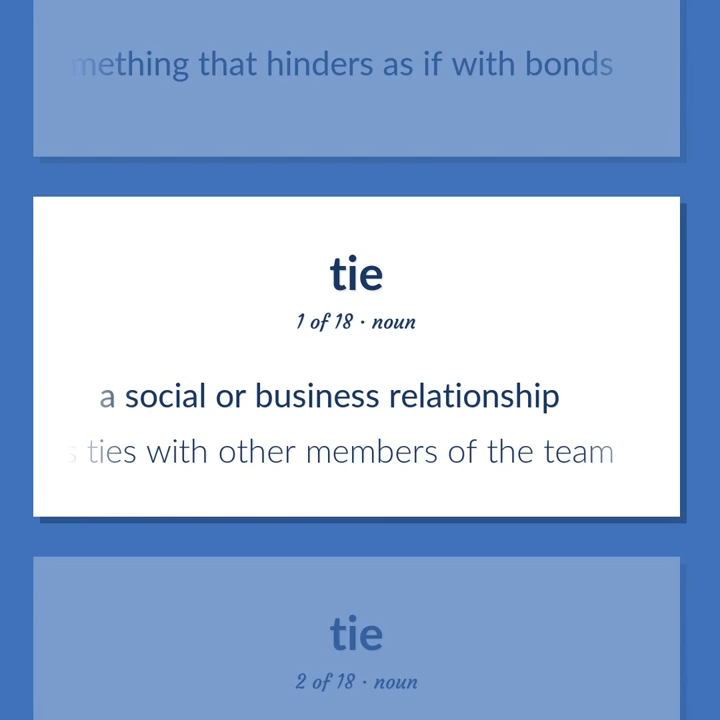 that hinders as if with bonds
tie
1 of 18 · noun
a social or business relationship
ties with other members of the team
tie
2 of 18 · noun